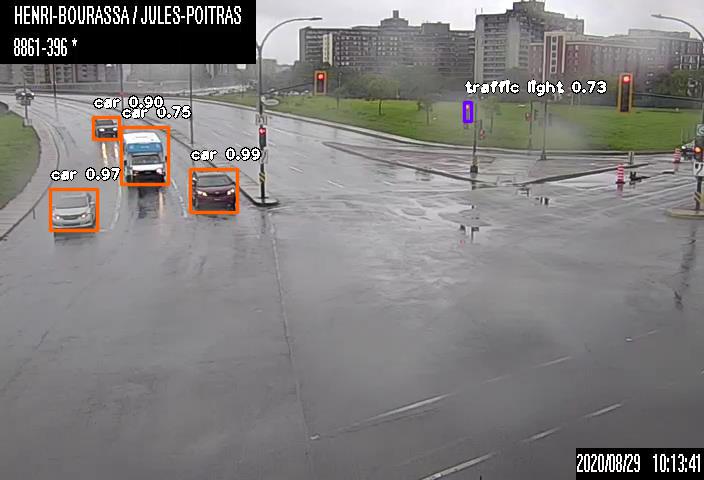 HENRI-BOURASSA / JULES-POITRAS
8861-396 *
traffic light 0.73
car 0.90
car 0.75
car 0.99
car 0.97
2020/08/29 10:13:41